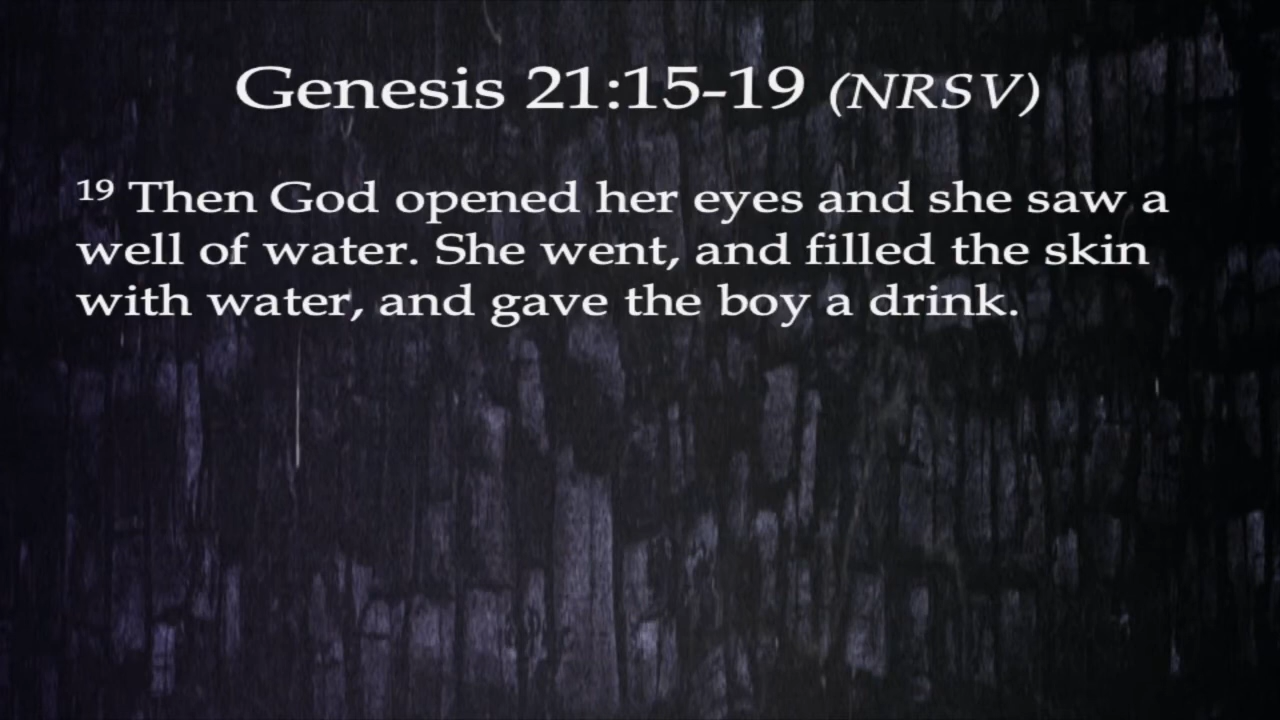 Genesis 21:15-19 (NRSV)
19 Then God opened her eyes and she saw a
well of water. She went, and filled the skin
with water, and gave the boy a drink.